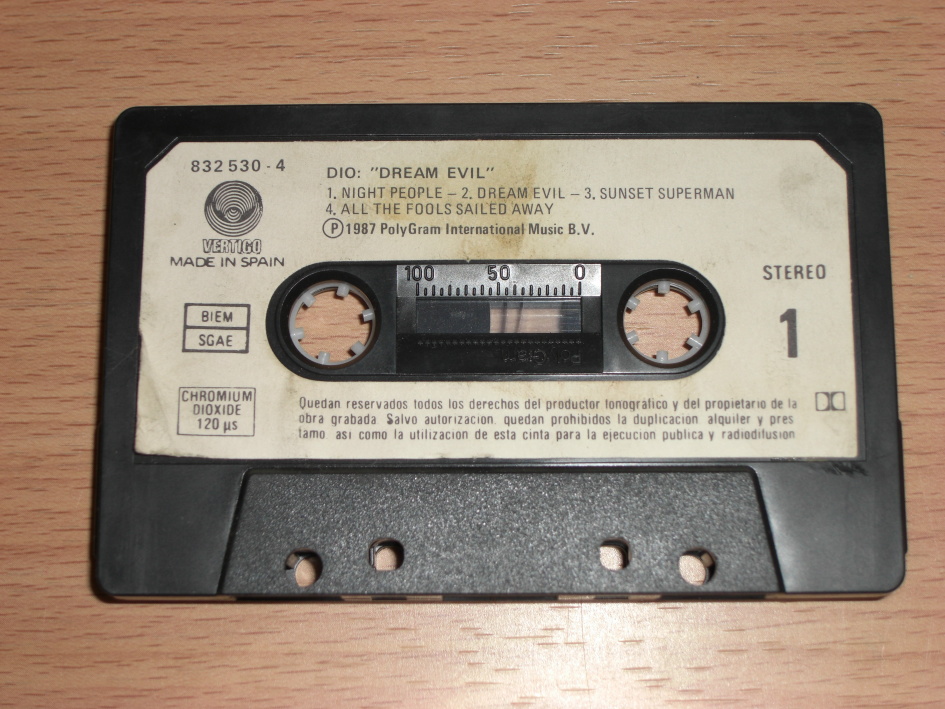 832 530 - 4
VERTIGO
MADE IN SPAIN
DIO: "DREAM EVIL"
1. NIGHT PEOPLE – 2. DREAM EVIL – 3. SUNSET SUPERMAN
4. ALL THE FOOLS SAILED AWAY
Ⓟ 1987 PolyGram International Music B.V.
100 50 0
STEREO
1
BIEM
SGAE
CHROMIUM
DIOXIDE
120 µs
Quedan reservados todos los derechos del productor fonográfico y del propietario de la
obra grabada. Salvo autorizacion. quedan prohibidos la duplicacion alquiler y pres
tamo. asi como la utilizacion de esta cinta para la ejecucion publica y radiodifusion